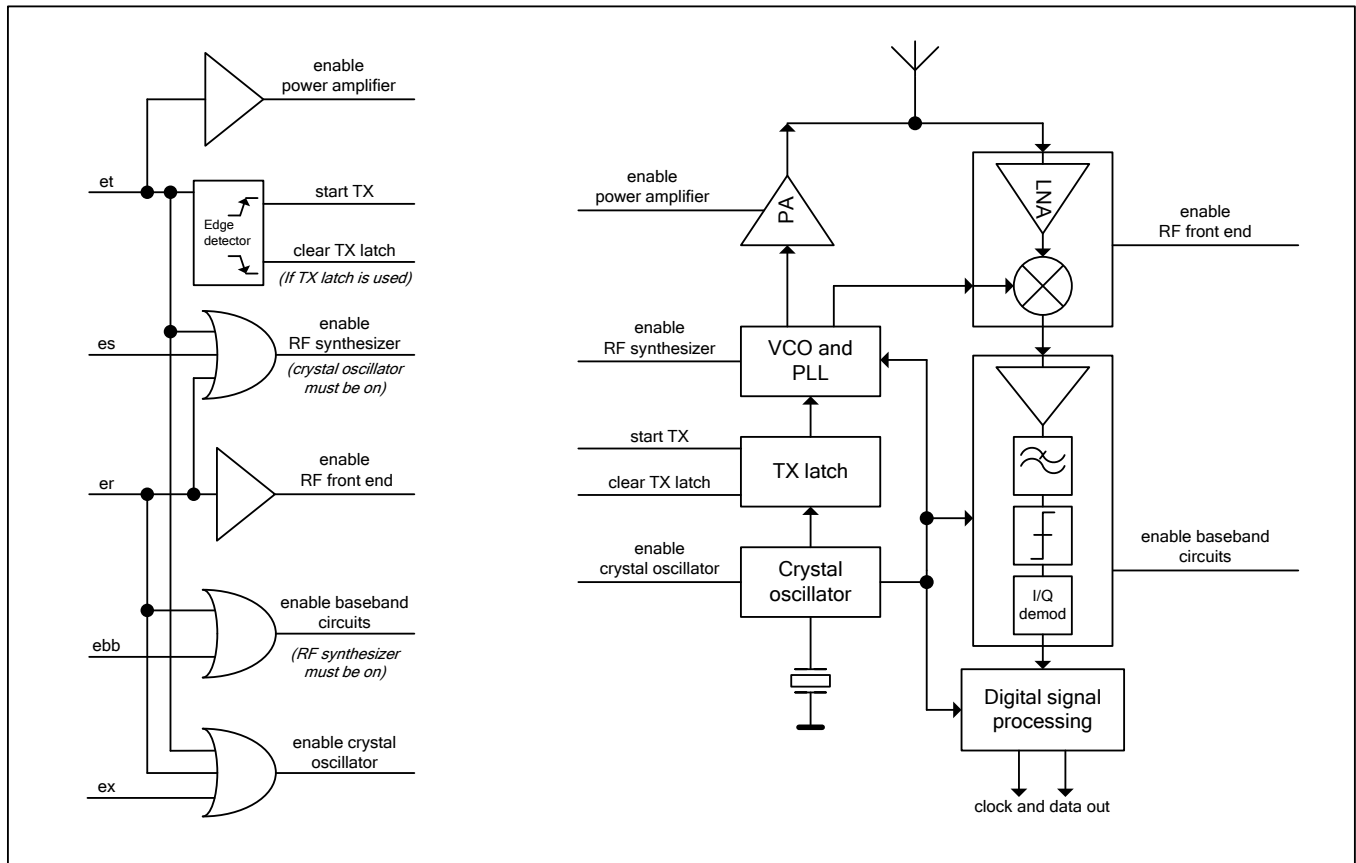 enable
power amplifier
et
Edge
detector
start TX
clear TX latch
(If TX latch is used)
es
enable
RF synthesizer
(crystal oscillator
must be on)
er
enable
RF front end
ebb
enable baseband
circuits
(RF synthesizer
must be on)
ex
enable crystal
oscillator
enable
power amplifier
PA
LNA
enable
RF front end
enable
RF synthesizer
VCO and
PLL
start TX
clear TX latch
TX latch
enable
crystal oscillator
Crystal
oscillator
I/Q
demod
enable baseband
circuits
Digital signal
processing
clock and data out